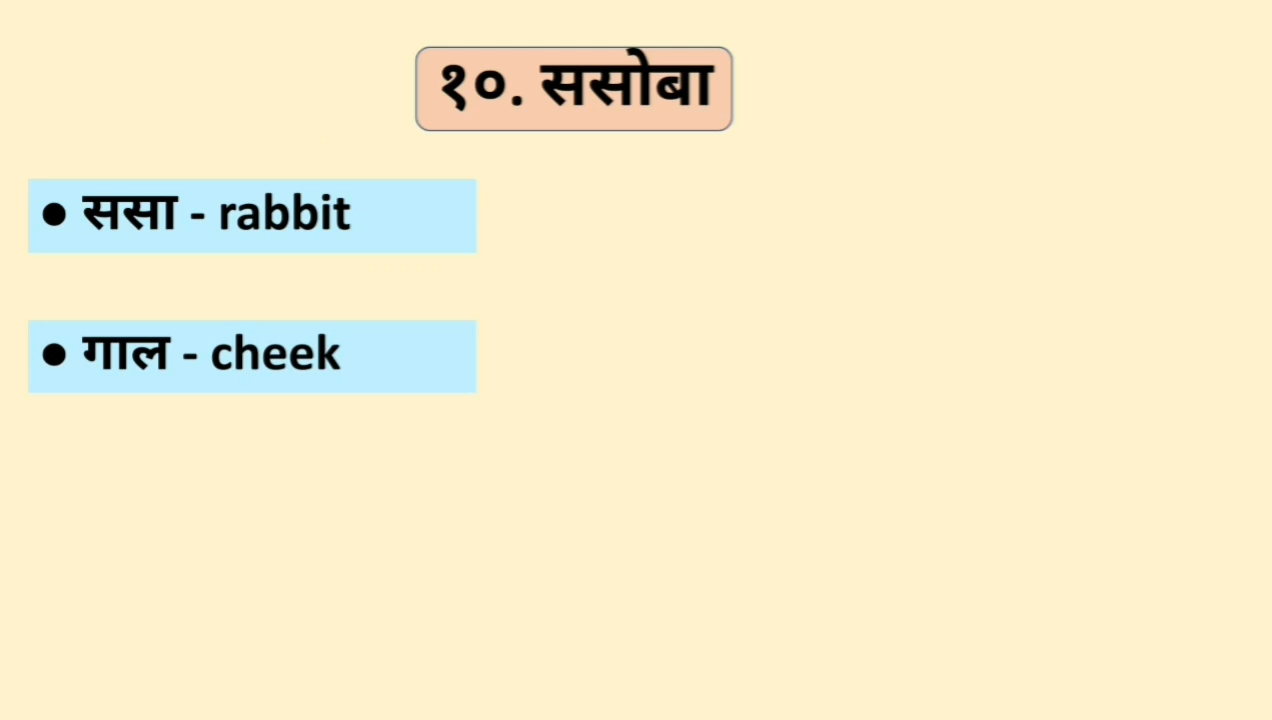 १०. ससोबा
● ससा - rabbit
● गाल - cheek